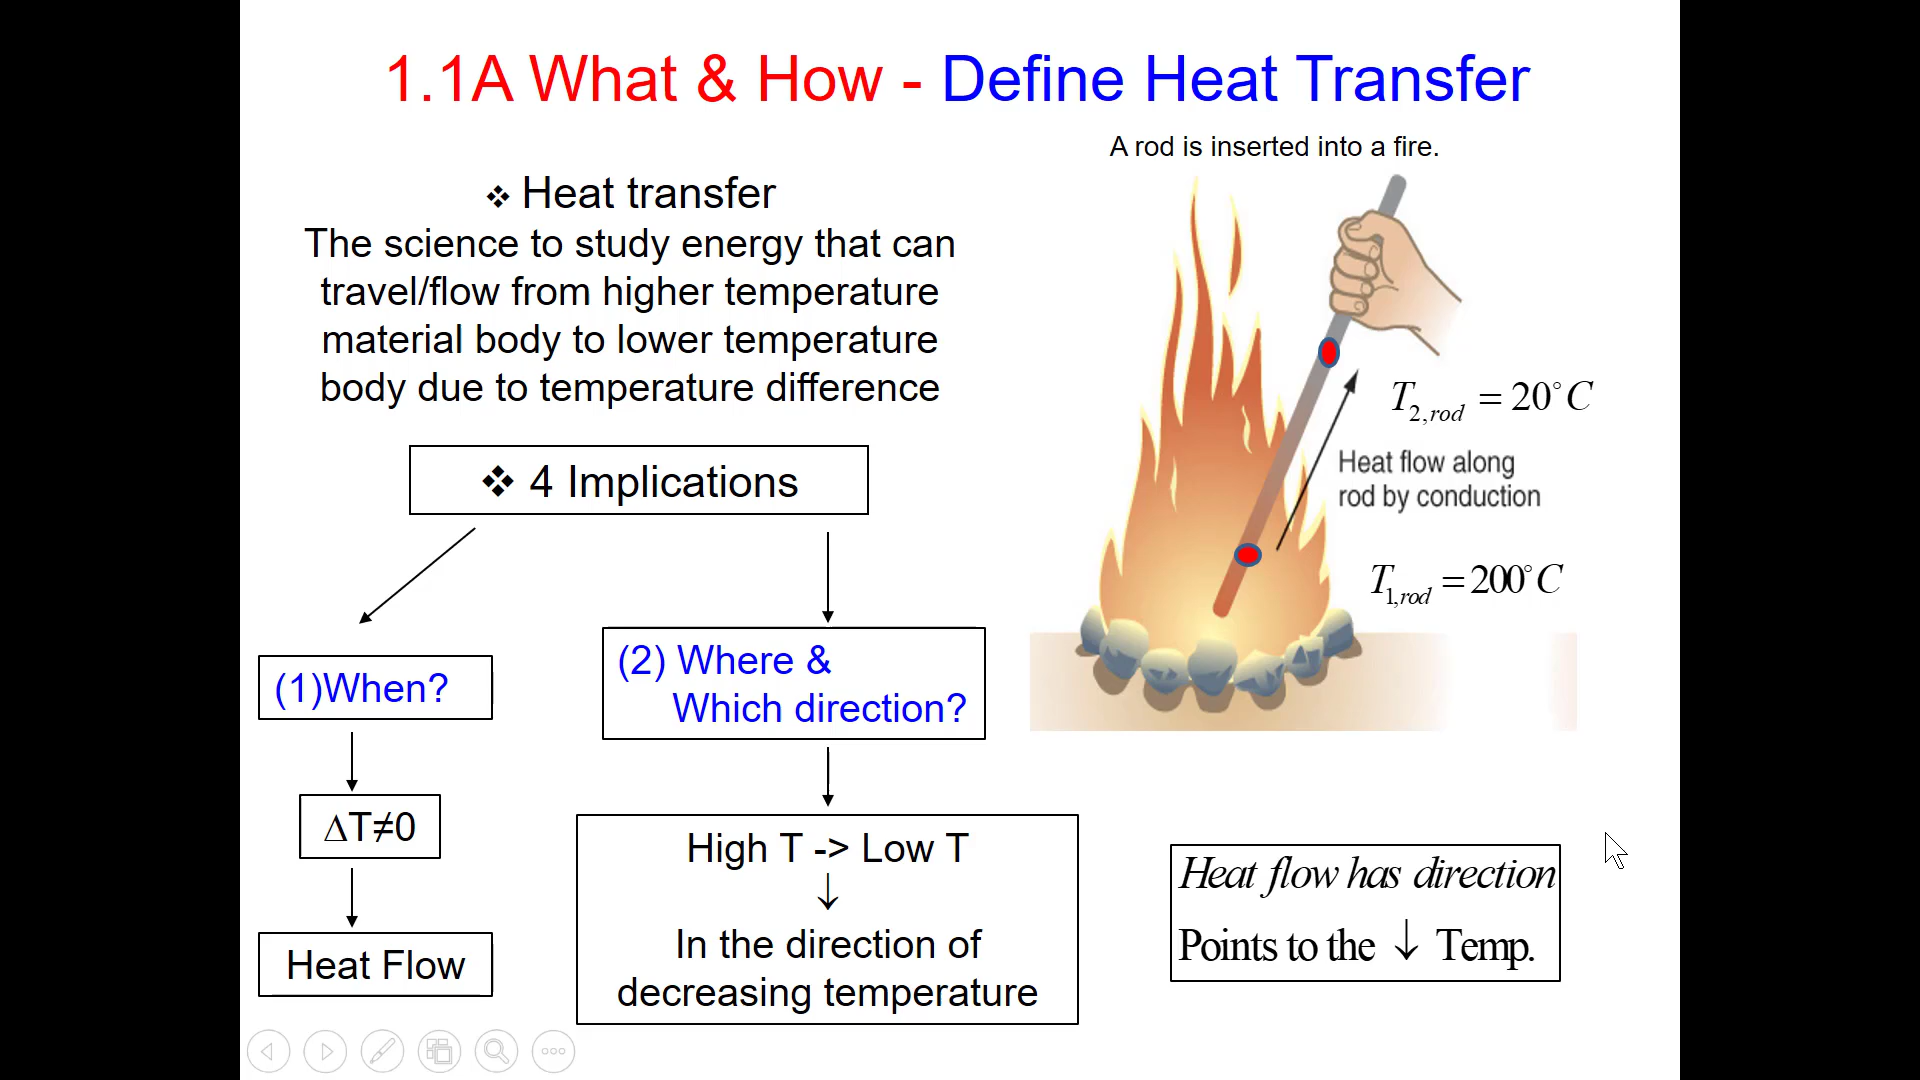 1.1A What & How - Define Heat Transfer
A rod is inserted into a fire.
❖ Heat transfer
The science to study energy that can
travel/flow from higher temperature
material body to lower temperature
body due to temperature difference
❖ 4 Implications
(1)When?
ΔT≠0
Heat Flow
(2) Where &
Which direction?
High T -> Low T
↓
In the direction of
decreasing temperature
T2,rod = 20°C
Heat flow along
rod by conduction
T1,rod = 200°C
Heat flow has direction
Points to the ↓ Temp.